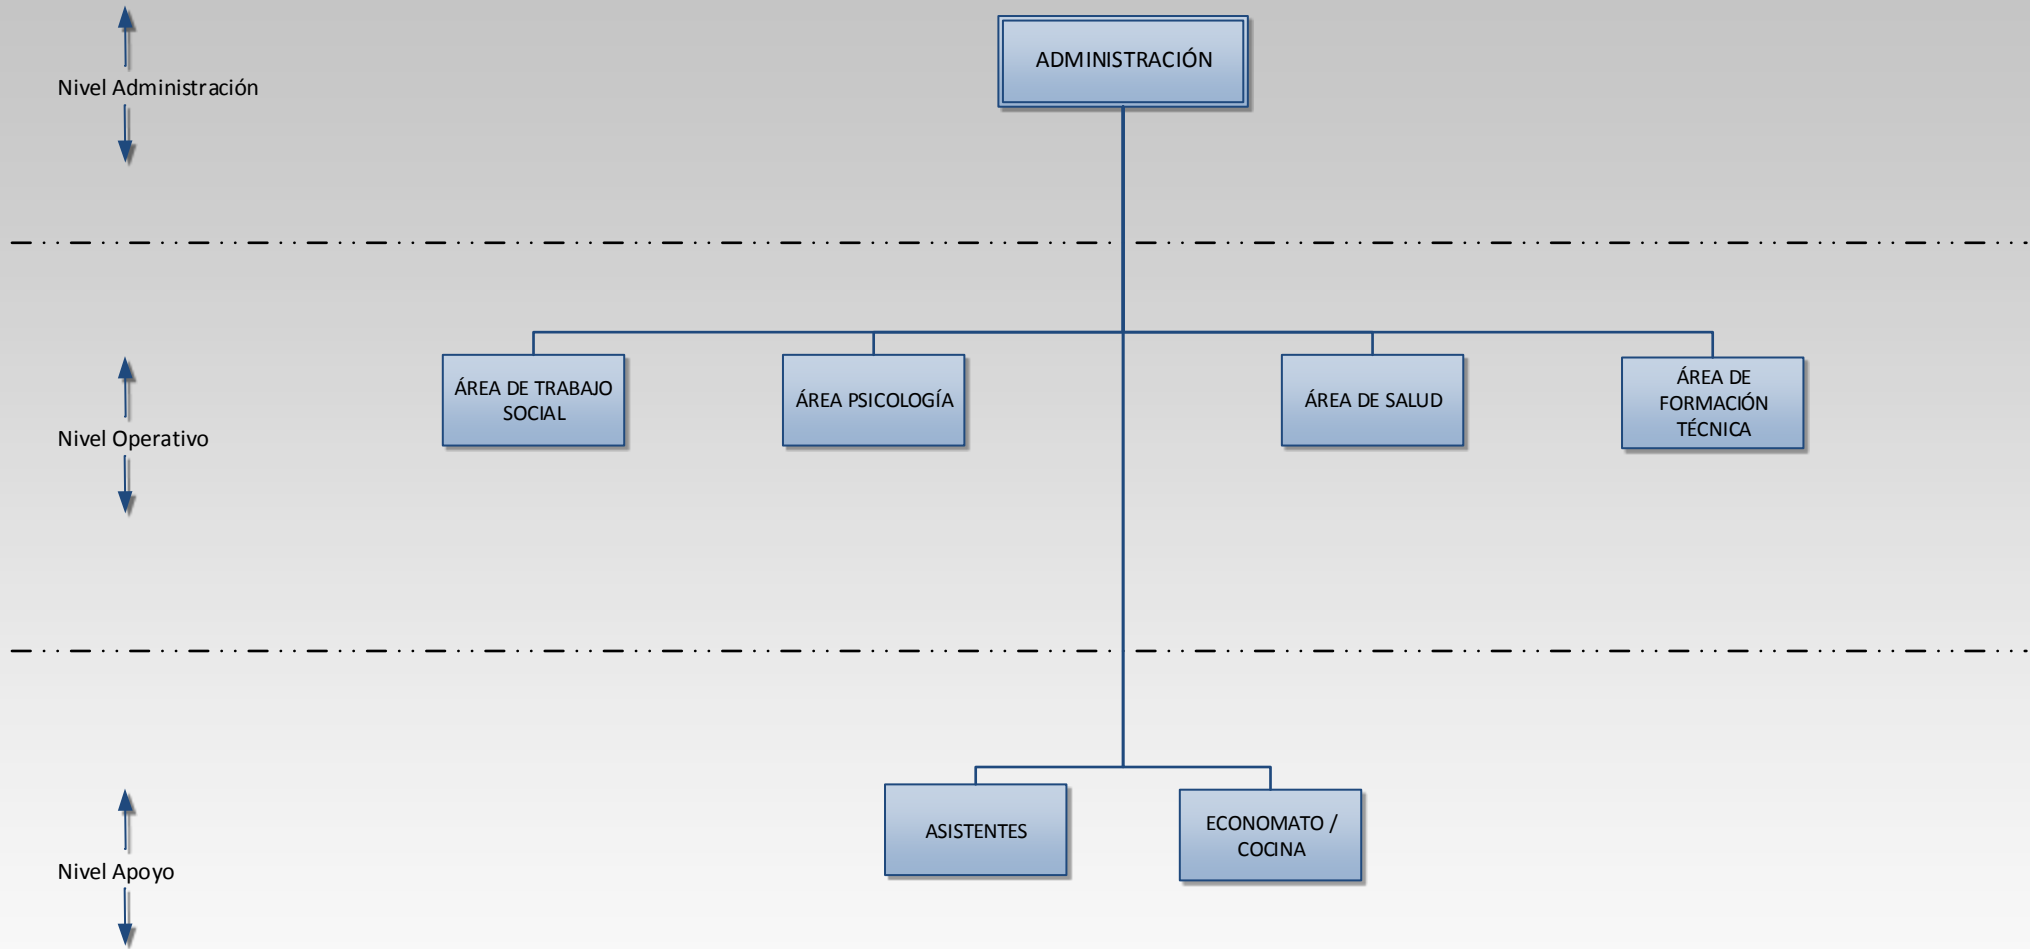 ADMINISTRACIÓN
Nivel Administración
ÁREA DE TRABAJO
SOCIAL
ÁREA PSICOLOGÍA
ÁREA DE SALUD
ÁREA DE
FORMACIÓN
TÉCNICA
Nivel Operativo
ASISTENTES
ECONOMATO /
COCINA
Nivel Apoyo